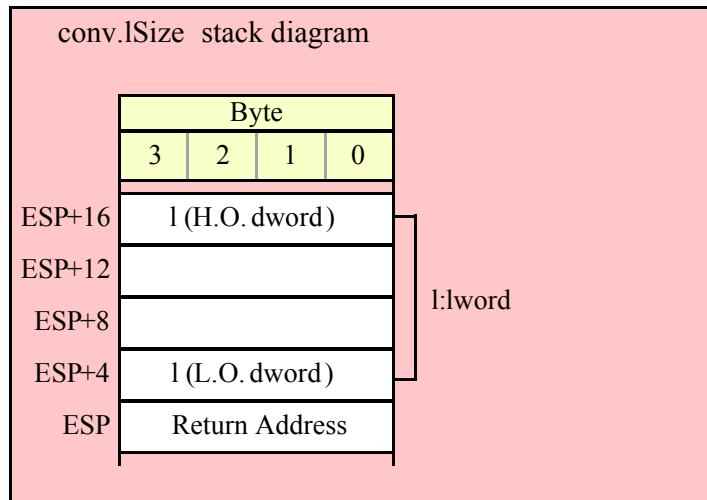 conv.lSize stack diagram
Byte
3 2 1 0
ESP+16 l (H.O. dword)
ESP+12
l:lword
ESP+8
ESP+4 l (L.O. dword)
ESP Return Address